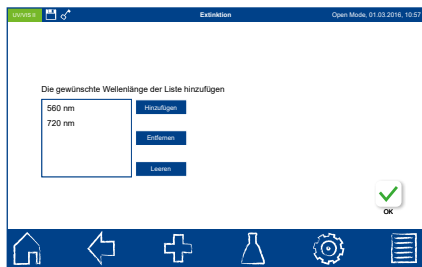 UV/VIS II Extinktion Open Mode, 01.03.2016, 10:57
Die gewünschte Wellenlänge der Liste hinzufügen
560 nm
720 nm
Hinzufügen
Entfernen
Leeren
OK